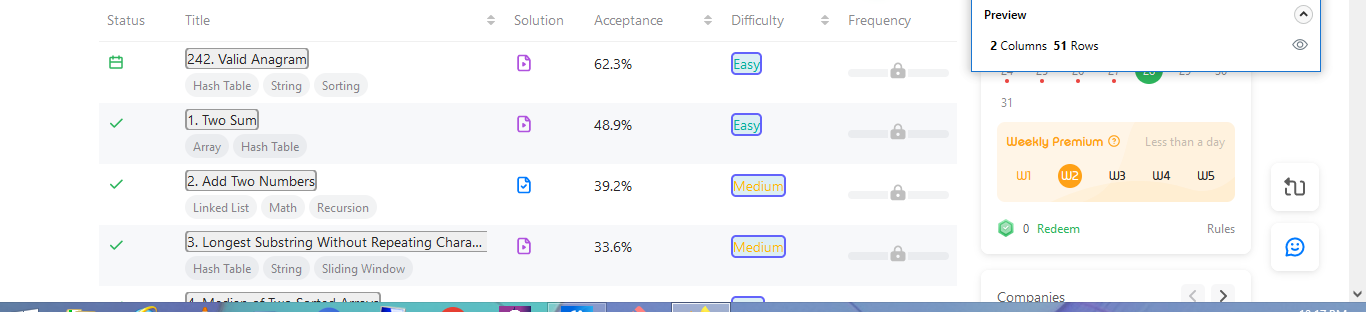 Status Title Solution Acceptance Difficulty Frequency
242. Valid Anagram 62.3% Easy
Hash Table String Sorting
1. Two Sum 48.9% Easy
Array Hash Table
2. Add Two Numbers 39.2% Medium
Linked List Math Recursion
3. Longest Substring Without Repeating Chara... 33.6% Medium
Hash Table String Sliding Window
4. Median of Two Sorted Arrays
Preview
2 Columns 51 Rows
24 25 26 27 28 29 30
31
Weekly Premium ? Less than a day
W1 W2 W3 W4 W5
0 Redeem Rules
Companies